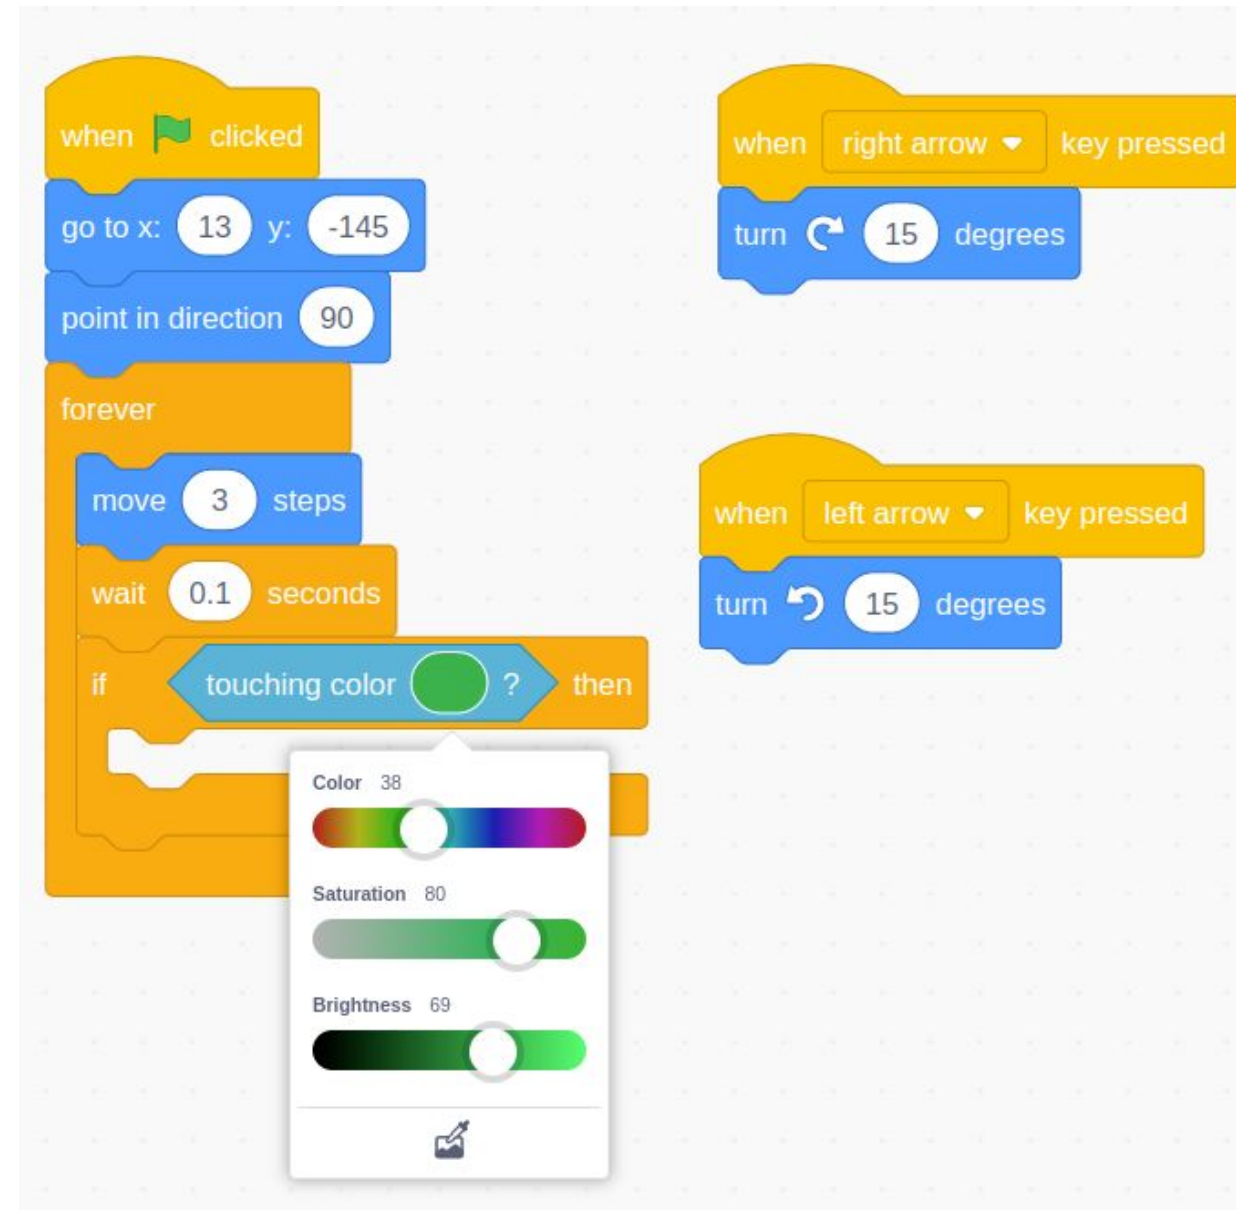 when clicked
go to x: 13 y: -145
point in direction 90
forever
move 3 steps
wait 0.1 seconds
if touching color ? then
Color 38
Saturation 80
Brightness 69
when right arrow key pressed
turn 15 degrees
when left arrow key pressed
turn 15 degrees